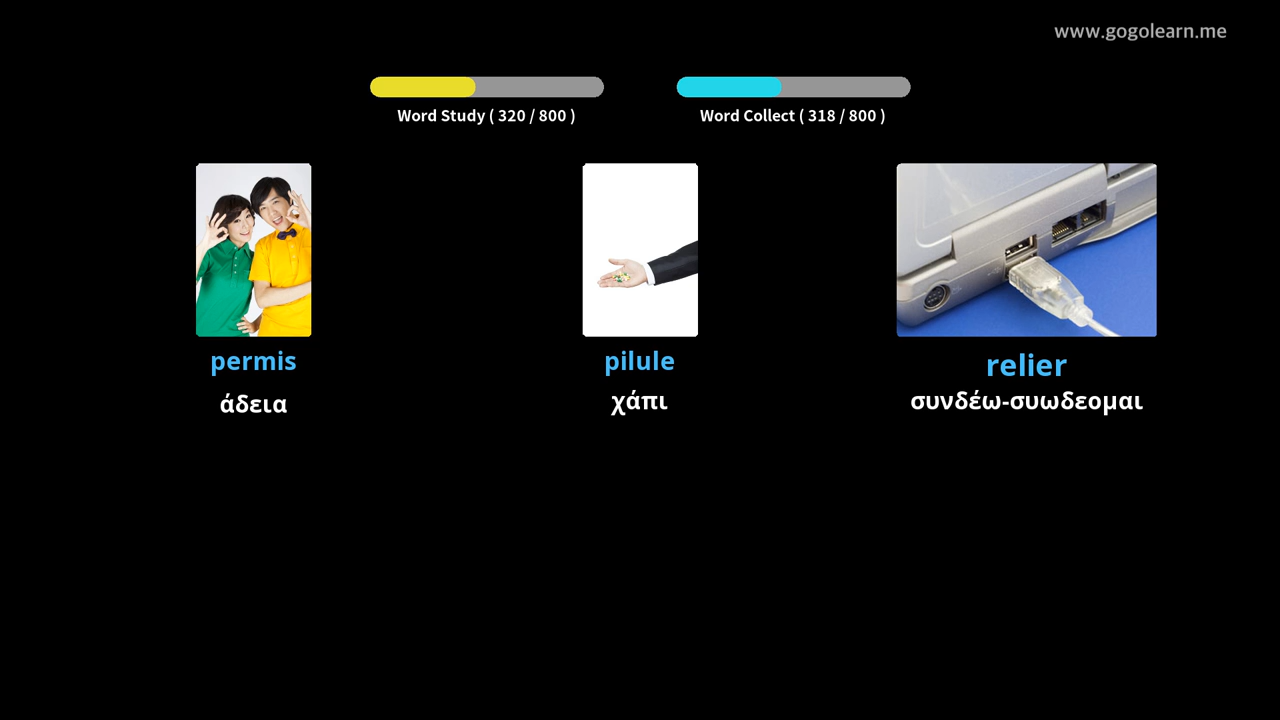 www.gogolearn.me
Word Study ( 320 / 800 )
Word Collect ( 318 / 800 )
permis
pilule
relier
άδεια
χάπι
συνδέω-συωδεομαι